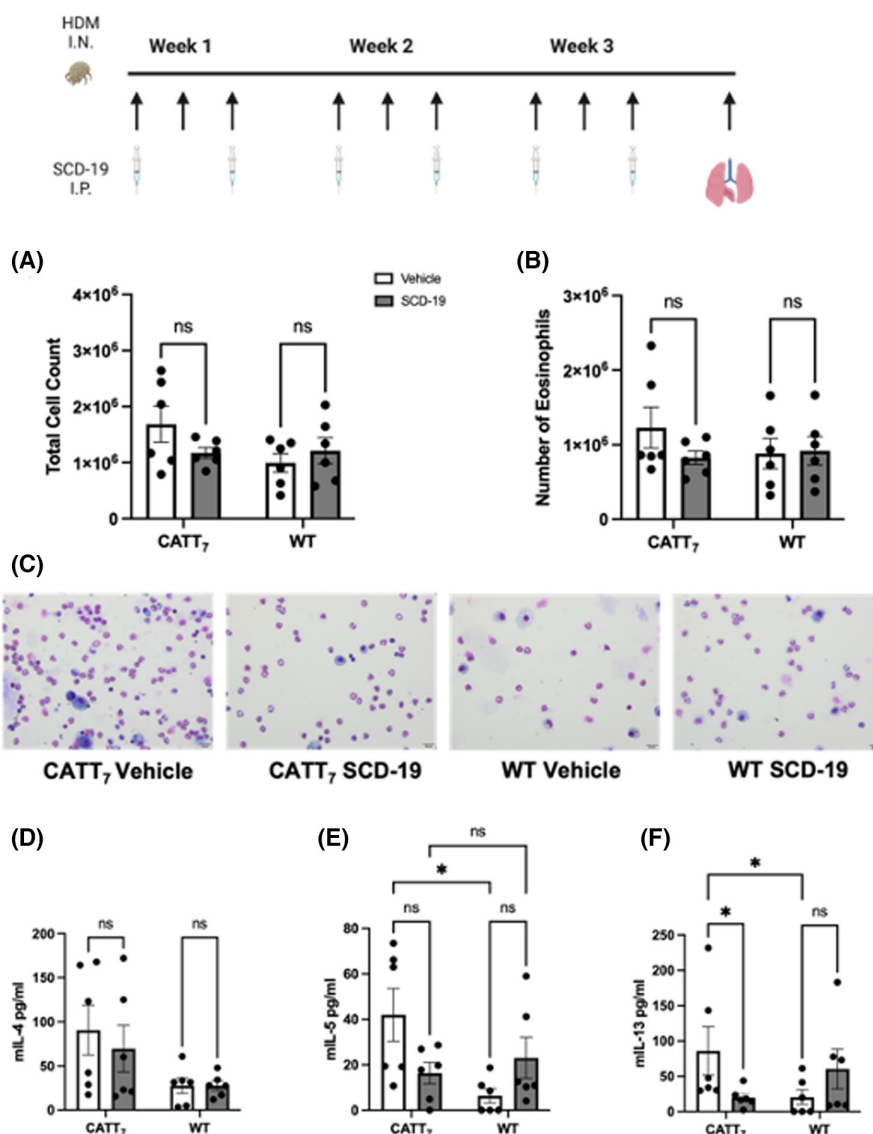 HDM
I.N.
Week 1 Week 2 Week 3
SCD-19
I.P.
(A)
Vehicle
SCD-19
Total Cell Count
4×10⁶
3×10⁶
2×10⁶
1×10⁶
0
ns ns
CATT₇ WT
(B)
Number of Eosinophils
3×10⁶
2×10⁶
1×10⁶
0
ns ns
CATT₇ WT
(C)
CATT₇ Vehicle CATT₇ SCD-19 WT Vehicle WT SCD-19
(D)
mIL-4 pg/ml
200
150
100
50
0
ns ns
CATT₇ WT
(E)
mIL-5 pg/ml
80
60
40
20
0
ns
*
ns ns
CATT₇ WT
(F)
mIL-13 pg/ml
250
200
150
100
50
0
*
* ns
CATT₇ WT